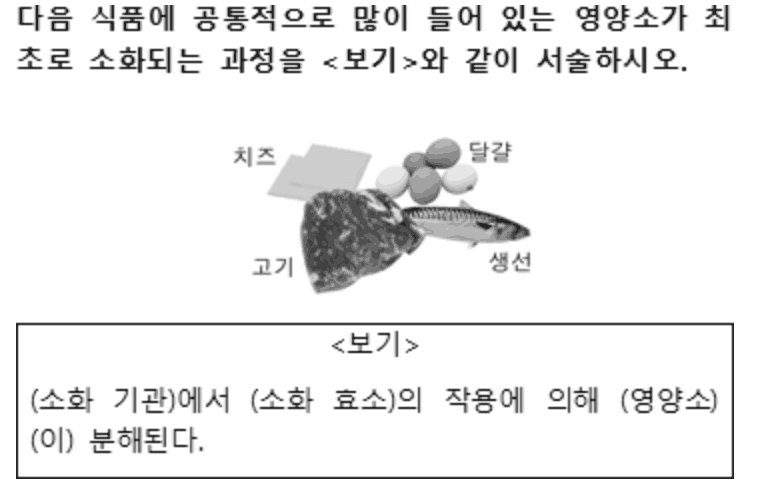 다음 식품에 공통적으로 많이 들어 있는 영양소가 최
초로 소화되는 과정을 <보기>와 같이 서술하시오.
치즈
달걀
고기
생선
<보기>
(소화 기관)에서 (소화 효소)의 작용에 의해 (영양소)
(이) 분해된다.